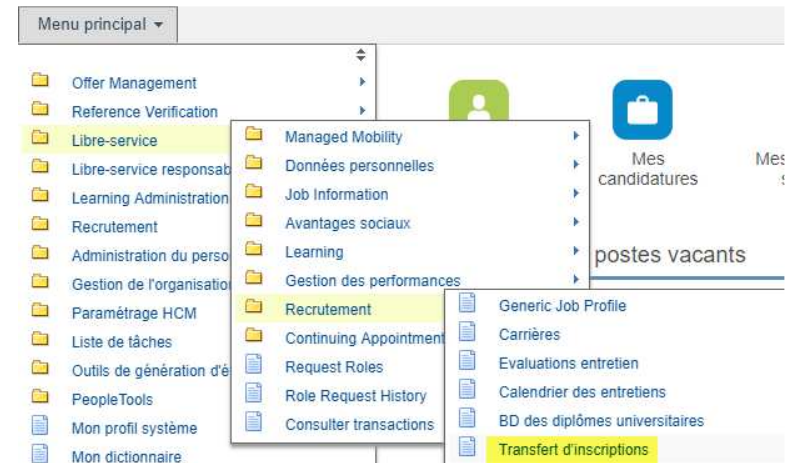 Menu principal
Offer Management
Reference Verification
Libre-service
Libre-service responsab
Learning Administration
Recrutement
Administration du perso
Gestion de l'organisatio
Paramétrage HCM
Liste de tâches
Outils de génération d'é
PeopleTools
Mon profil système
Mon dictionnaire
Managed Mobility
Données personnelles
Job Information
Avantages sociaux
Learning
Gestion des performances
Recrutement
Continuing Appointment
Request Roles
Role Request History
Consulter transactions
Generic Job Profile
Carrières
Evaluations entretien
Calendrier des entretiens
BD des diplômes universitaires
Transfert d'inscriptions
Mes
candidatures
Mes
s
postes vacants